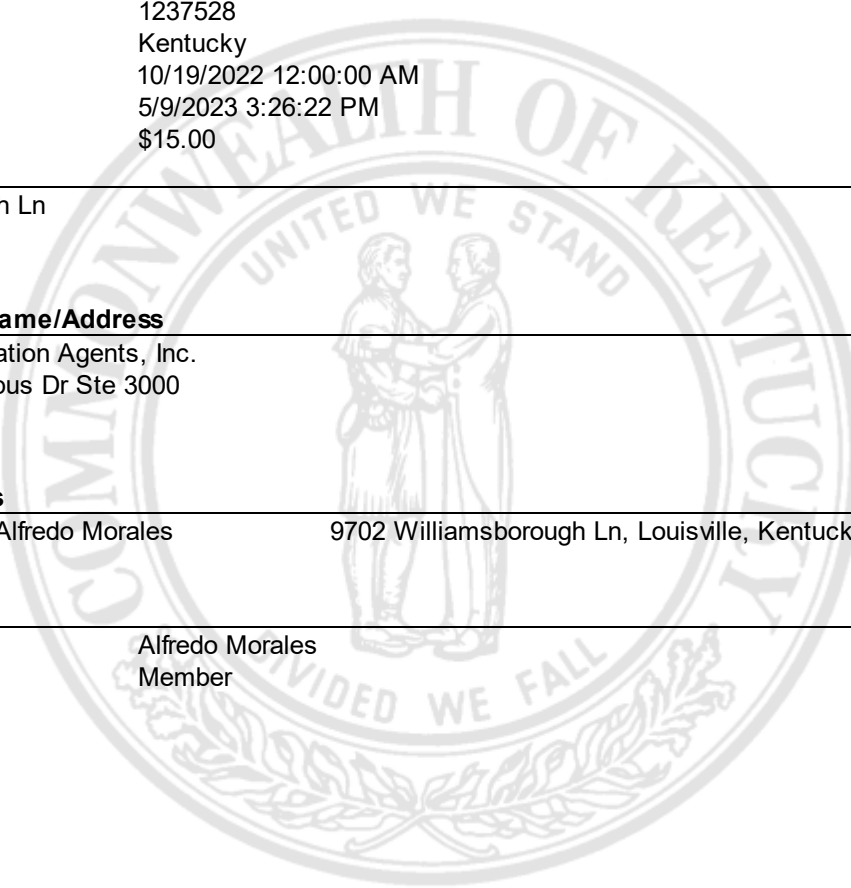 1237528
Kentucky
10/19/2022 12:00:00 AM
5/9/2023 3:26:22 PM
$15.00
Ln
ame/Address
ation Agents, Inc.
ous Dr Ste 3000
s
Alfredo Morales 9702 Williamsborough Ln, Louisville, Kentuck
Alfredo Morales
Member
COMMONWEALTH OF KENTUCKY
UNITED WE STAND
DIVIDED WE FALL